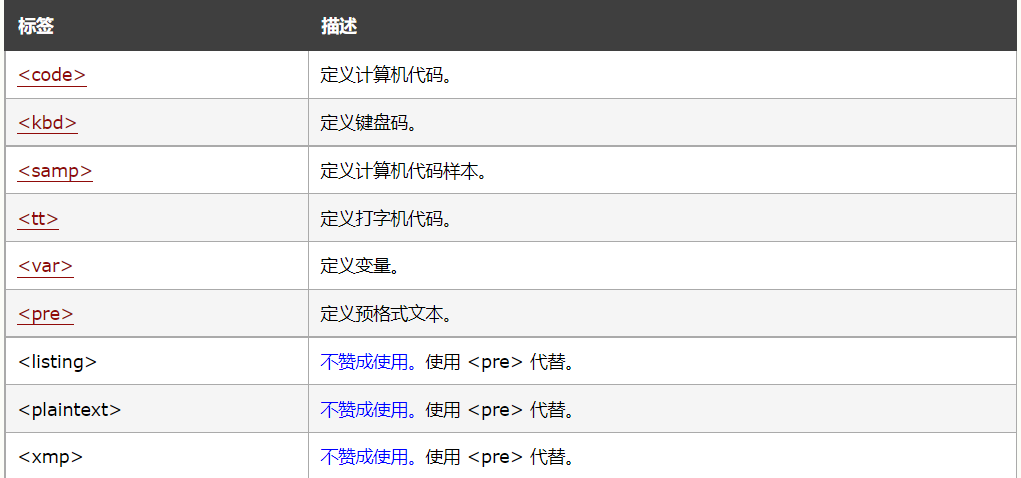 标签 描述
<code> 定义计算机代码。
<kbd> 定义键盘码。
<samp> 定义计算机代码样本。
<tt> 定义打字机代码。
<var> 定义变量。
<pre> 定义预格式文本。
<listing> 不赞成使用。使用 <pre> 代替。
<plaintext> 不赞成使用。使用 <pre> 代替。
<xmp> 不赞成使用。使用 <pre> 代替。